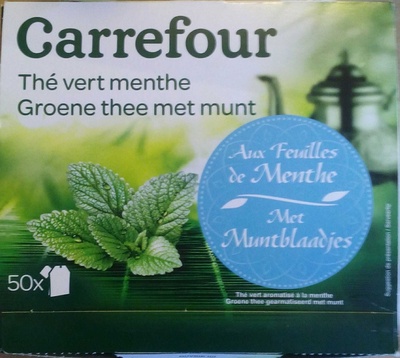 Carrefour
Thé vert menthe
Groene thee met munt
Aux Feuilles
de Menthe
Met
Muntblaadjes
50x
Thé vert aromatisé à la menthe
Groene thee gearomatiseerd met munt